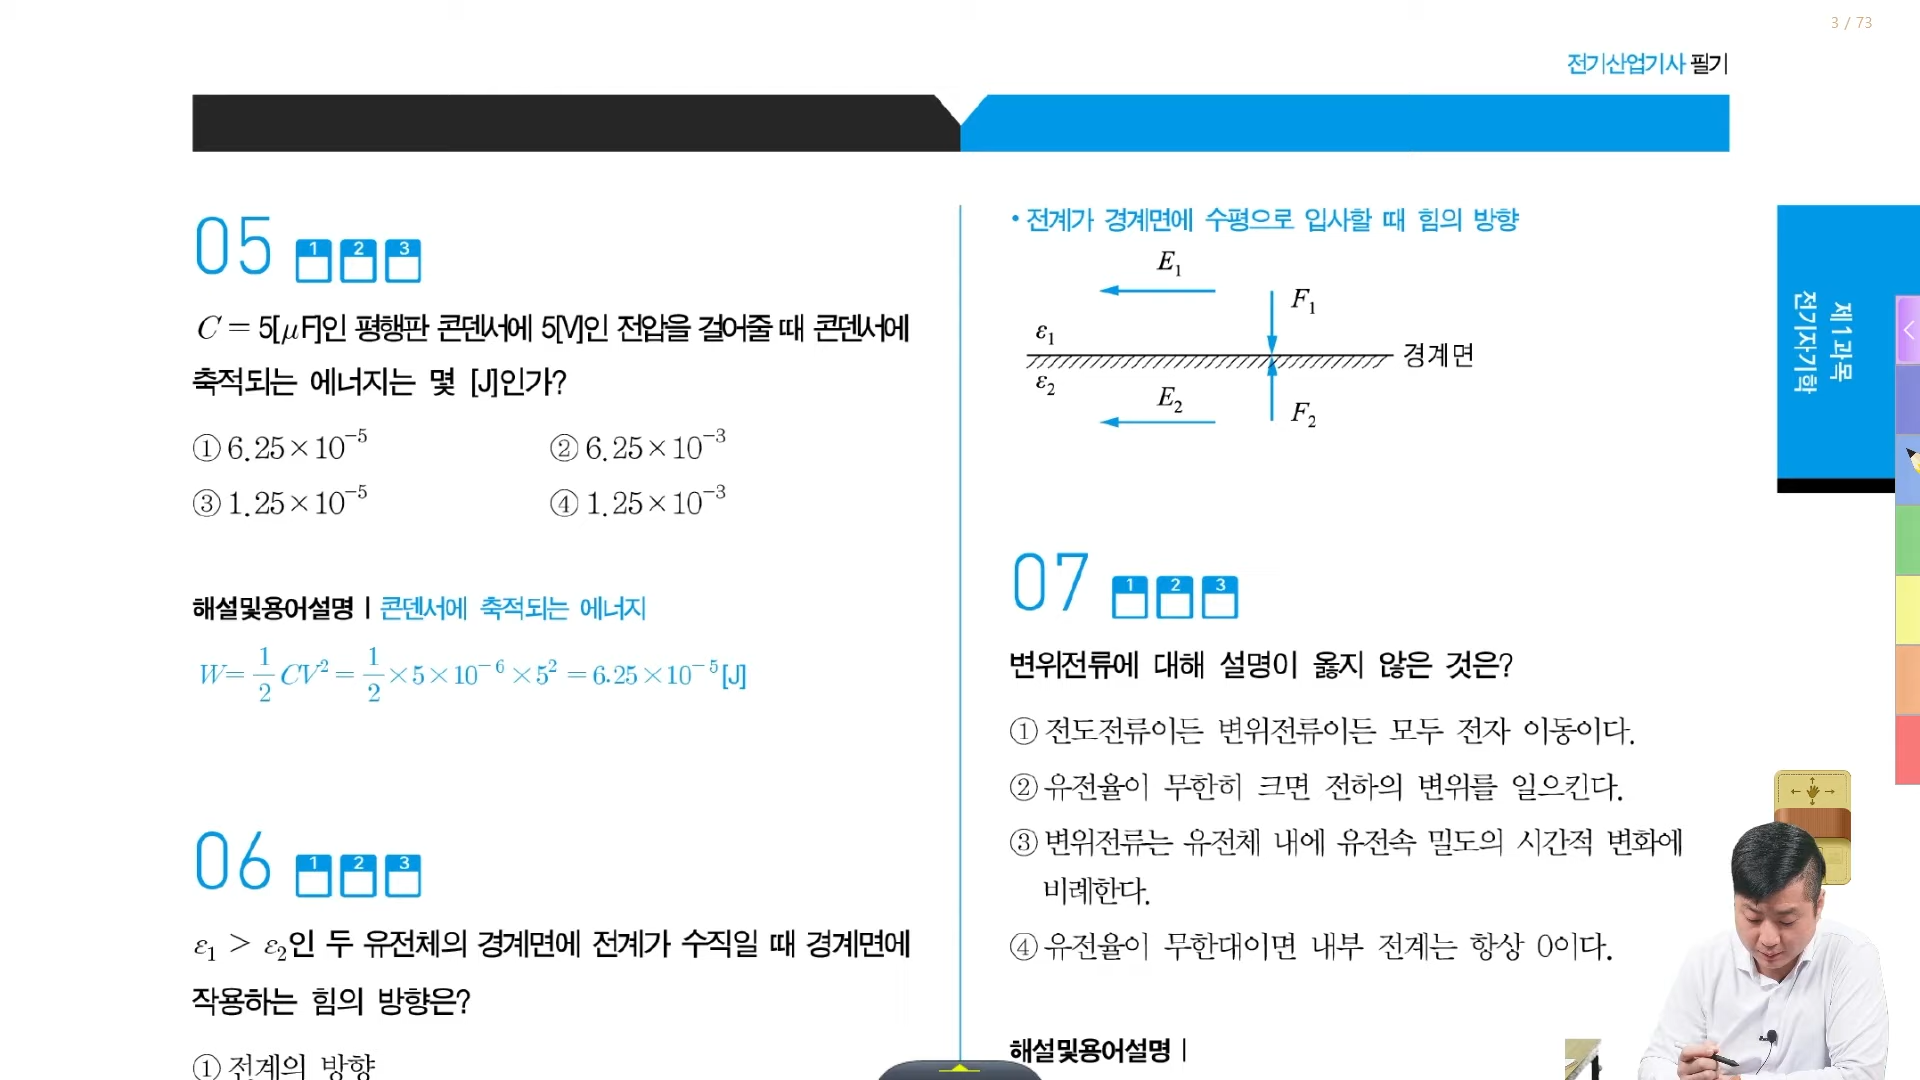 3 / 73
전기산업기사 필기
05 1 2 3
C = 5[μF]인 평행판 콘덴서에 5[V]인 전압을 걸어줄 때 콘덴서에
축적되는 에너지는 몇 [J]인가?
① 6.25×10⁻⁵ ② 6.25×10⁻³
③ 1.25×10⁻⁵ ④ 1.25×10⁻³
해설및용어설명 | 콘덴서에 축적되는 에너지
W= 1/2 CV² = 1/2 ×5×10⁻⁶ ×5² = 6.25×10⁻⁵[J]
06 1 2 3
ε₁ > ε₂인 두 유전체의 경계면에 전계가 수직일 때 경계면에
작용하는 힘의 방향은?
① 전계의 방향
• 전계가 경계면에 수평으로 입사할 때 힘의 방향
E₁
F₁
ε₁
경계면
ε₂
E₂
F₂
07 1 2 3
변위전류에 대해 설명이 옳지 않은 것은?
① 전도전류이든 변위전류이든 모두 전자 이동이다.
② 유전율이 무한히 크면 전하의 변위를 일으킨다.
③ 변위전류는 유전체 내에 유전속 밀도의 시간적 변화에
비례한다.
④ 유전율이 무한대이면 내부 전계는 항상 0이다.
해설및용어설명 |
제1과목
전기자기학